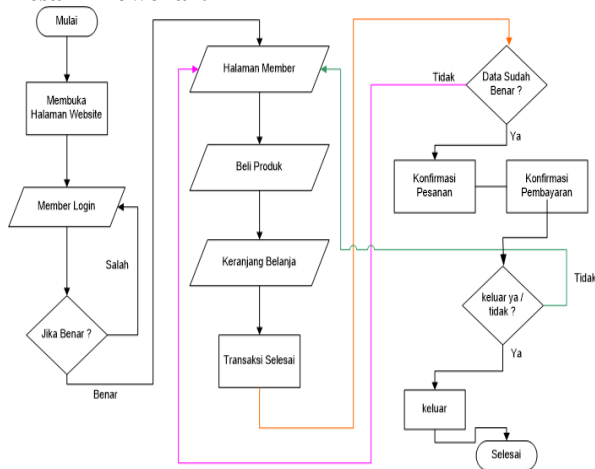 Mulai
Membuka
Halaman Website
Member Login
Salah
Jika Benar ?
Benar
Halaman Member
Beli Produk
Keranjang Belanja
Transaksi Selesai
Tidak
Data Sudah
Benar ?
Ya
Konfirmasi
Pesanan
Konfirmasi
Pembayaran
Tidak
keluar ya /
tidak ?
Ya
keluar
Selesai